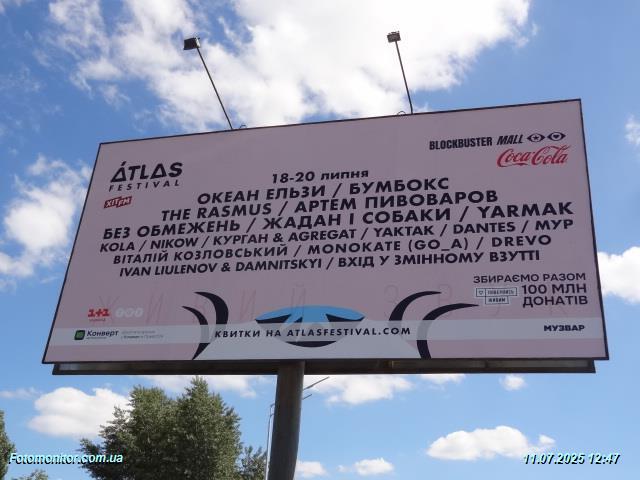 ATLAS
FESTIVAL
ХІТ FM
BLOCKBUSTER MALL
Coca-Cola
18-20 липня
ОКЕАН ЕЛЬЗИ / БУМБОКС
THE RASMUS / АРТЕМ ПИВОВАРОВ
БЕЗ ОБМЕЖЕНЬ / ЖАДАН І СОБАКИ / YARMAK
KOLA / NIKOW / КУРГАН & AGREGAT / YAKTAK / DANTES / МУР
ВІТАЛІЙ КОЗЛОВСЬКИЙ / MONOKATE (GO_A) / DREVO
IVAN LIULENOV & DAMNITSKYI / ВХІД У ЗМІННОМУ ВЗУТТІ
ЗБИРАЄМО РАЗОМ
100 МЛН
ДОНАТІВ
1+1
Конверт
КВИТКИ НА ATLASFESTIVAL.COM
МУЗВАР
Fotomonitor.com.ua
11.07.2025 12:47